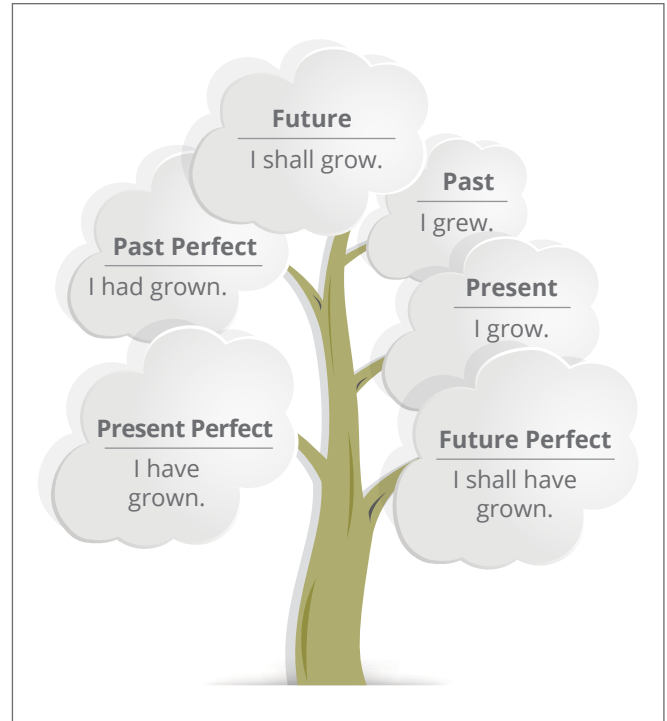 Future
I shall grow.
Past
I grew.
Past Perfect
I had grown.
Present
I grow.
Present Perfect
I have
grown.
Future Perfect
I shall have
grown.